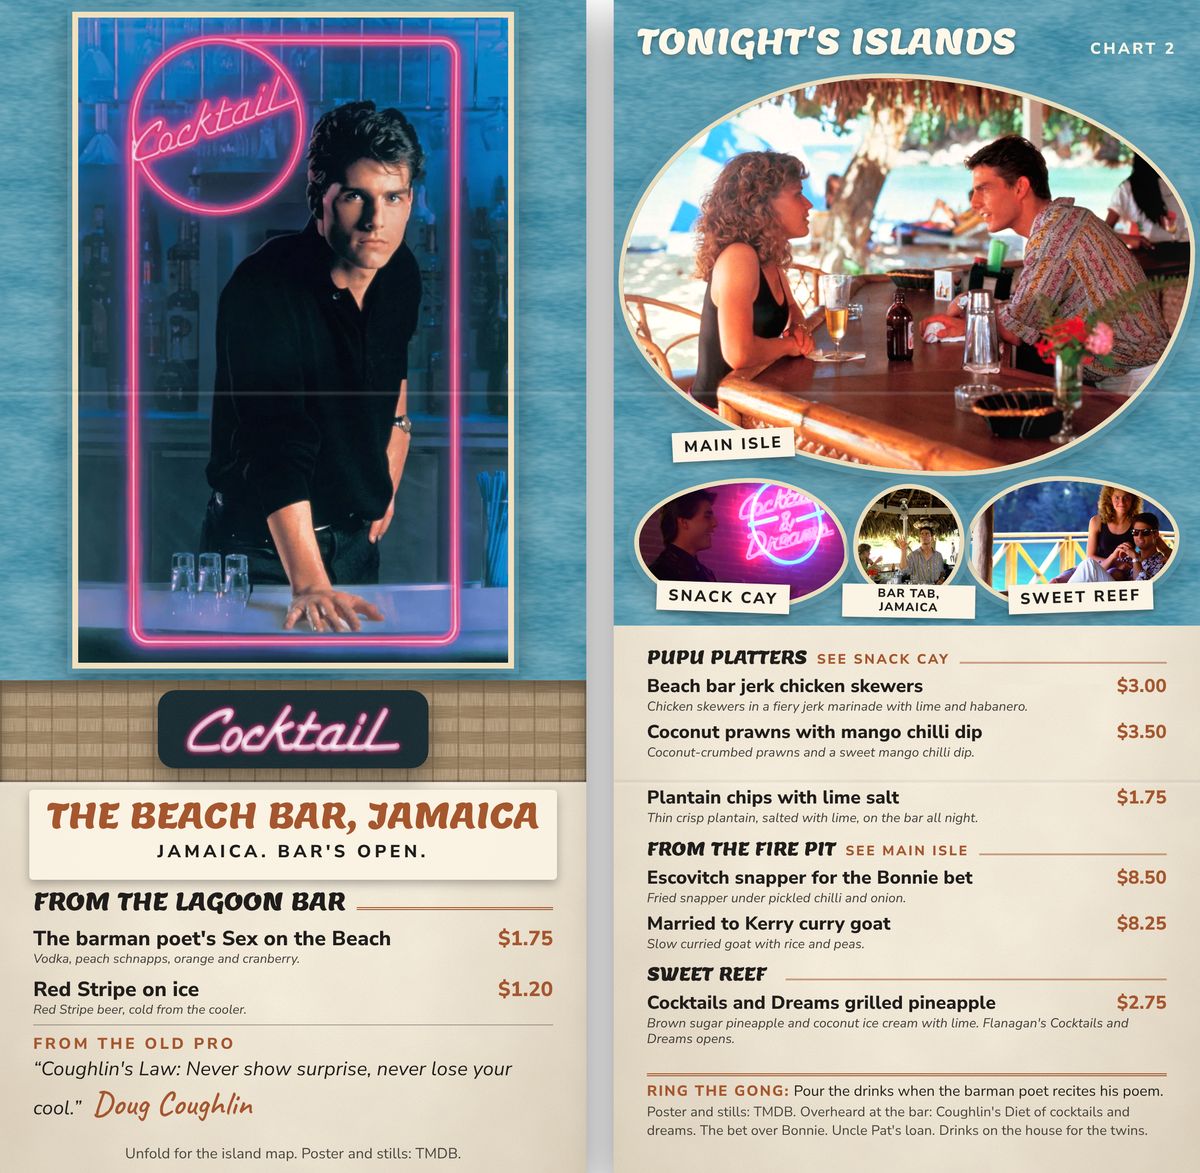 Cocktail
Cocktail
THE BEACH BAR, JAMAICA
JAMAICA. BAR'S OPEN.
FROM THE LAGOON BAR
The barman poet's Sex on the Beach $1.75
Vodka, peach schnapps, orange and cranberry.
Red Stripe on ice $1.20
Red Stripe beer, cold from the cooler.
FROM THE OLD PRO
“Coughlin's Law: Never show surprise, never lose your
cool.” Doug Coughlin
Unfold for the island map. Poster and stills: TMDB.
TONIGHT'S ISLANDS CHART 2
MAIN ISLE
Cocktails
&
Dreams
SNACK CAY
BAR TAB,
JAMAICA
SWEET REEF
PUPU PLATTERS SEE SNACK CAY
Beach bar jerk chicken skewers $3.00
Chicken skewers in a fiery jerk marinade with lime and habanero.
Coconut prawns with mango chilli dip $3.50
Coconut-crumbed prawns and a sweet mango chilli dip.
Plantain chips with lime salt $1.75
Thin crisp plantain, salted with lime, on the bar all night.
FROM THE FIRE PIT SEE MAIN ISLE
Escovitch snapper for the Bonnie bet $8.50
Fried snapper under pickled chilli and onion.
Married to Kerry curry goat $8.25
Slow curried goat with rice and peas.
SWEET REEF
Cocktails and Dreams grilled pineapple $2.75
Brown sugar pineapple and coconut ice cream with lime. Flanagan's Cocktails and
Dreams opens.
RING THE GONG: Pour the drinks when the barman poet recites his poem.
Poster and stills: TMDB. Overheard at the bar: Coughlin's Diet of cocktails and
dreams. The bet over Bonnie. Uncle Pat's loan. Drinks on the house for the twins.